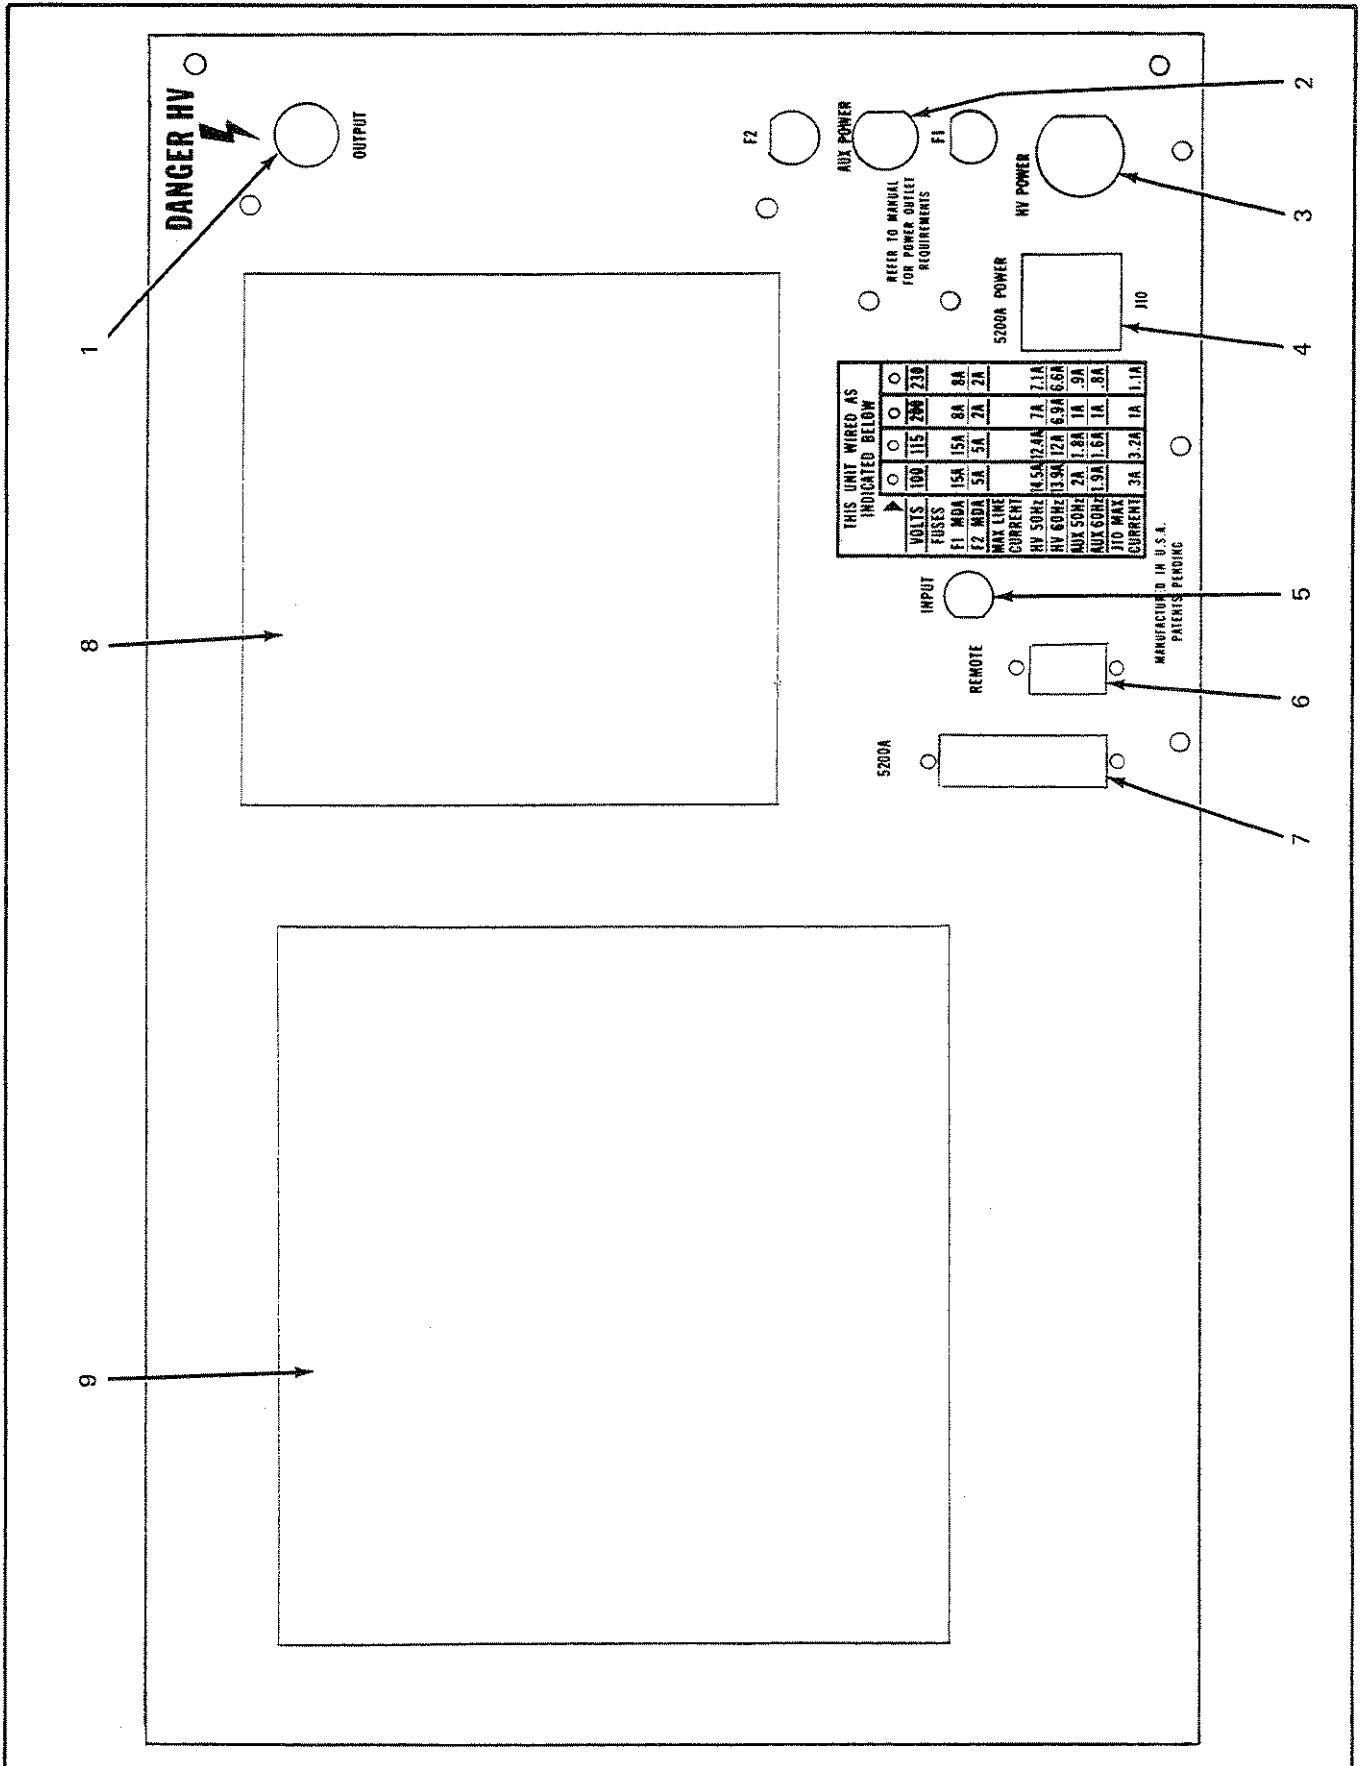 9
8
1
DANGER HV
OUTPUT
F2
AUX POWER
REFER TO MANUAL
FOR POWER OUTLET
REQUIREMENTS
F1
HV POWER
THIS UNIT WIRED AS
INDICATED BELOW
VOLTS 100 115 200 230
FUSES
F1 MDA 15A 15A 8A 8A
F2 MDA 5A 5A 2A 2A
MAX LINE
CURRENT
HV 50Hz 14.5A 12.4A 7A 7.1A
HV 60Hz 13.9A 12A 6.9A 6.6A
AUX 50Hz 2A 1.8A 1A .9A
AUX 60Hz 1.9A 1.6A 1A .8A
J10 MAX
CURRENT 3A 3.2A 1A 1.1A
5200A
REMOTE
INPUT
5200A POWER
J10
MANUFACTURED IN U.S.A.
PATENTS PENDING
7
6
5
4
3
2